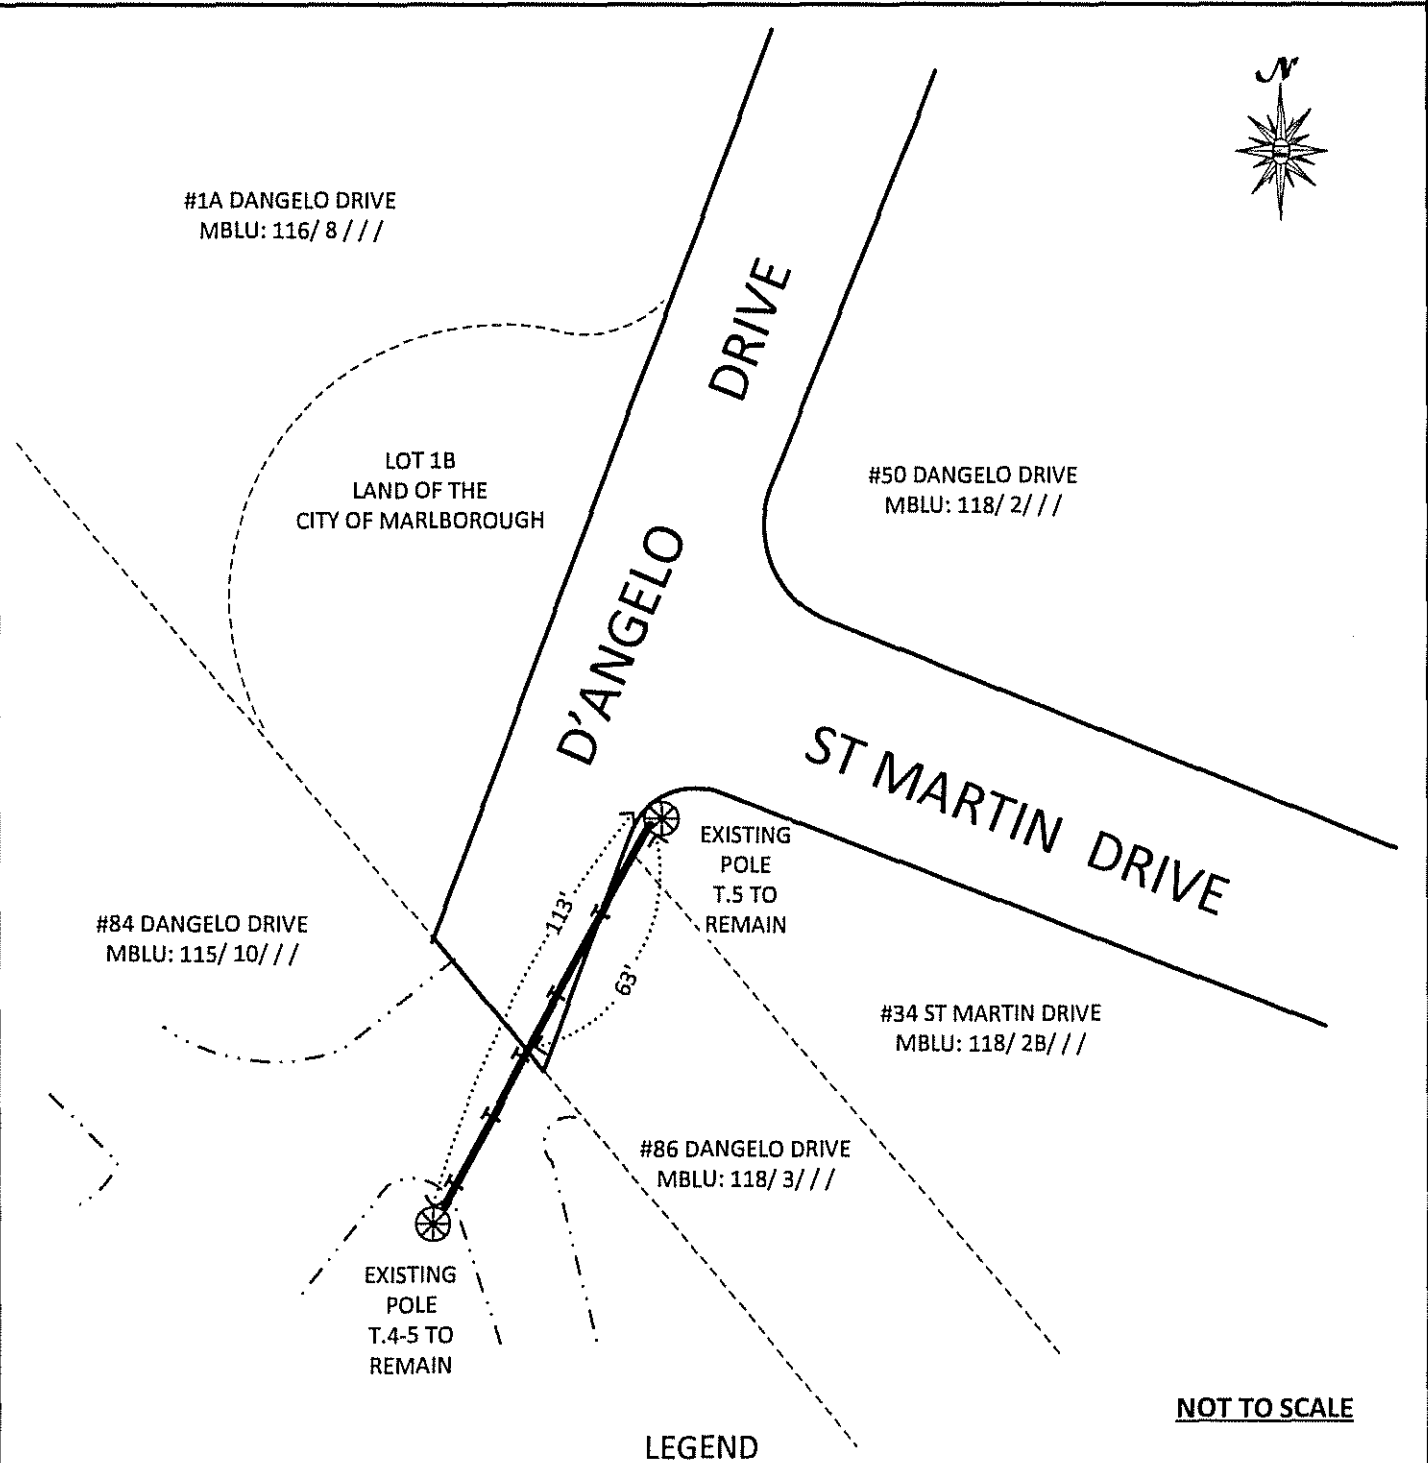 N
#1A DANGELO DRIVE
MBLU: 116/ 8 / / /
LOT 1B
LAND OF THE
CITY OF MARLBOROUGH
D'ANGELO DRIVE
#50 DANGELO DRIVE
MBLU: 118/ 2/ / /
ST MARTIN DRIVE
EXISTING
POLE
T.5 TO
REMAIN
113'
63'
#84 DANGELO DRIVE
MBLU: 115/ 10/ / /
#34 ST MARTIN DRIVE
MBLU: 118/ 2B/ / /
#86 DANGELO DRIVE
MBLU: 118/ 3/ / /
T
T
T
T
T
EXISTING
POLE
T.4-5 TO
REMAIN
NOT TO SCALE
LEGEND